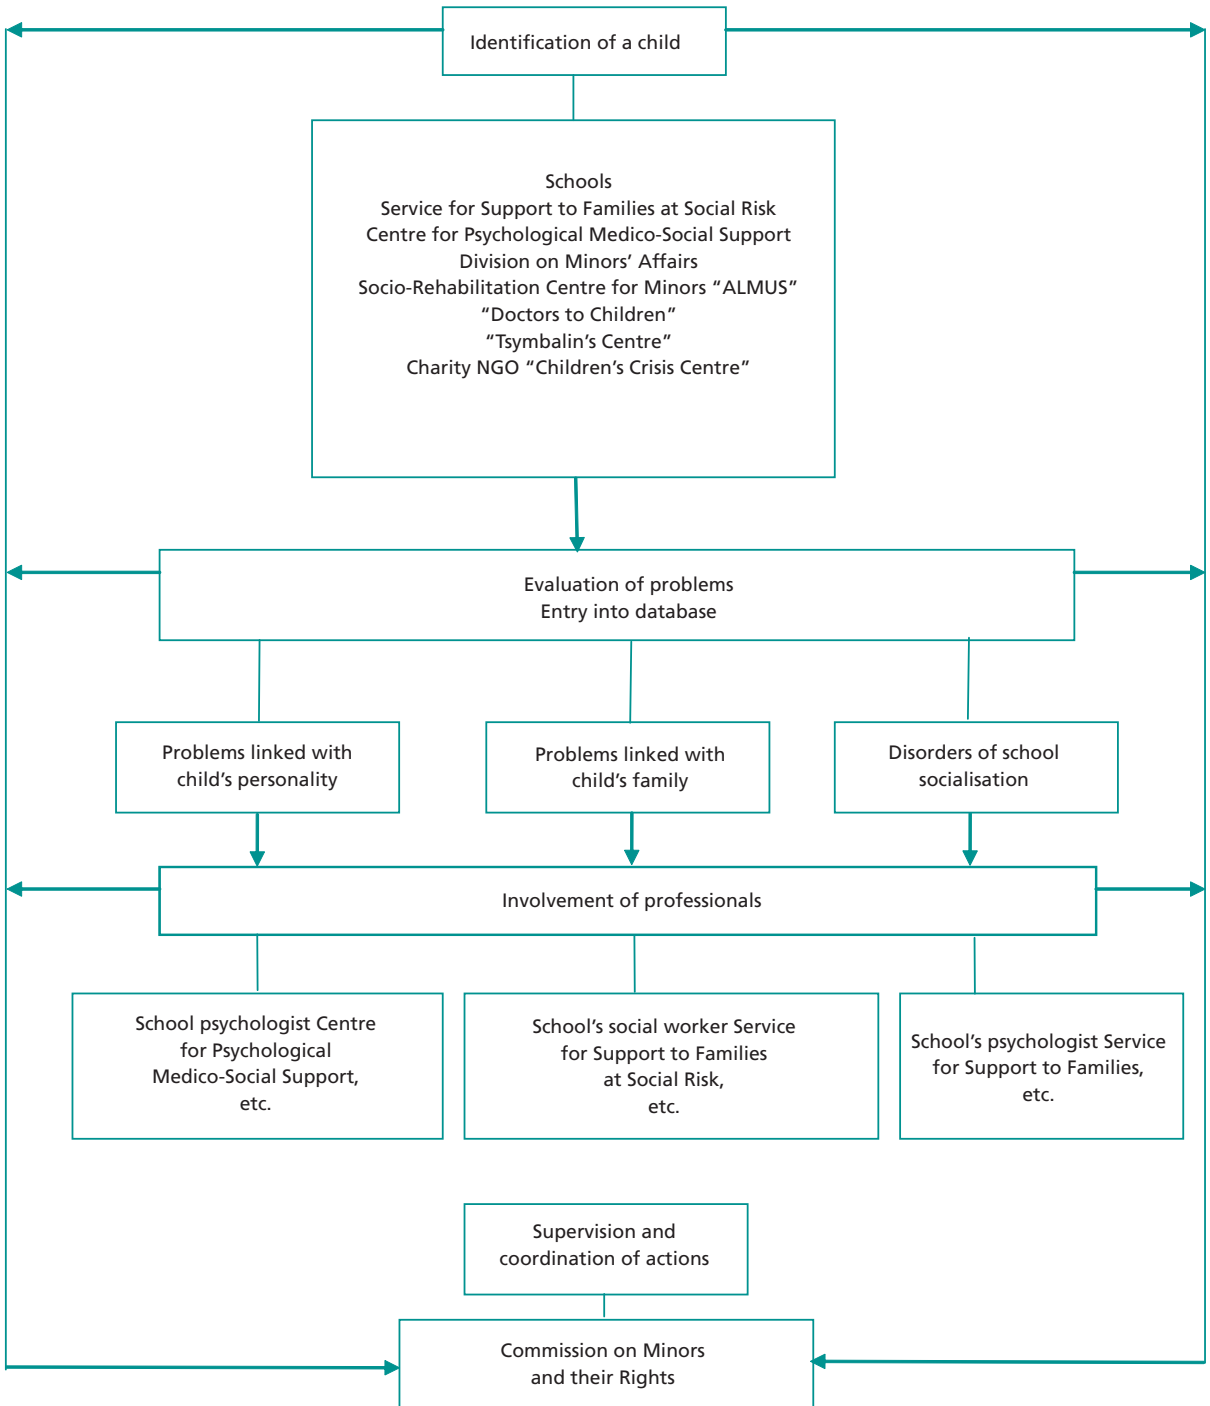 Identification of a child
Schools
Service for Support to Families at Social Risk
Centre for Psychological Medico-Social Support
Division on Minors’ Affairs
Socio-Rehabilitation Centre for Minors “ALMUS”
“Doctors to Children”
“Tsymbalin’s Centre”
Charity NGO “Children’s Crisis Centre”
Evaluation of problems
Entry into database
Problems linked with
child’s personality
Problems linked with
child’s family
Disorders of school
socialisation
Involvement of professionals
School psychologist Centre
for Psychological
Medico-Social Support,
etc.
School’s social worker Service
for Support to Families
at Social Risk,
etc.
School’s psychologist Service
for Support to Families,
etc.
Supervision and
coordination of actions
Commission on Minors
and their Rights